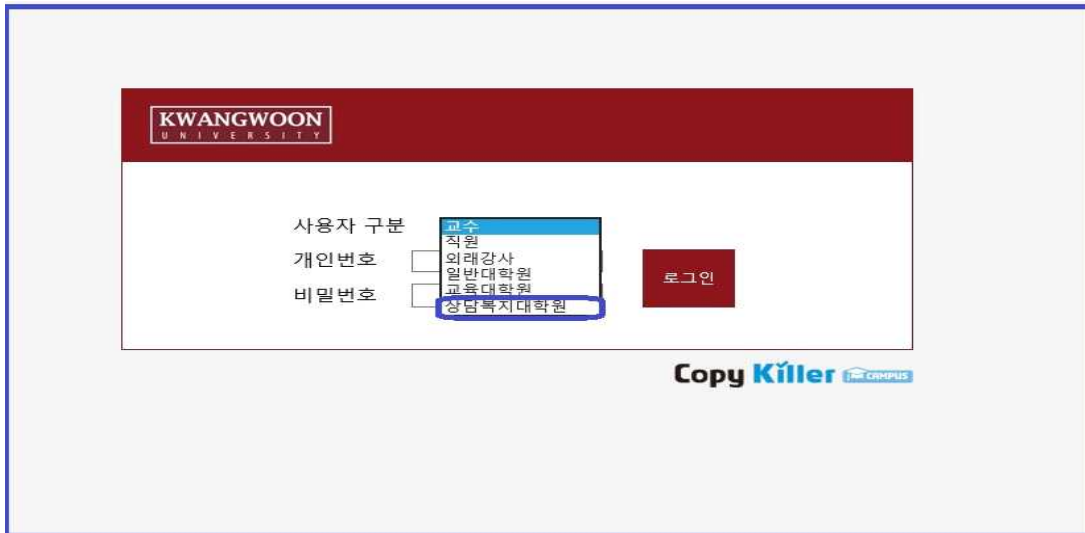 KWANGWOON
UNIVERSITY
사용자 구분
교수
직원
외래강사
일반대학원
교육대학원
상담복지대학원
개인번호
비밀번호
로그인
Copy Killer CAMPUS